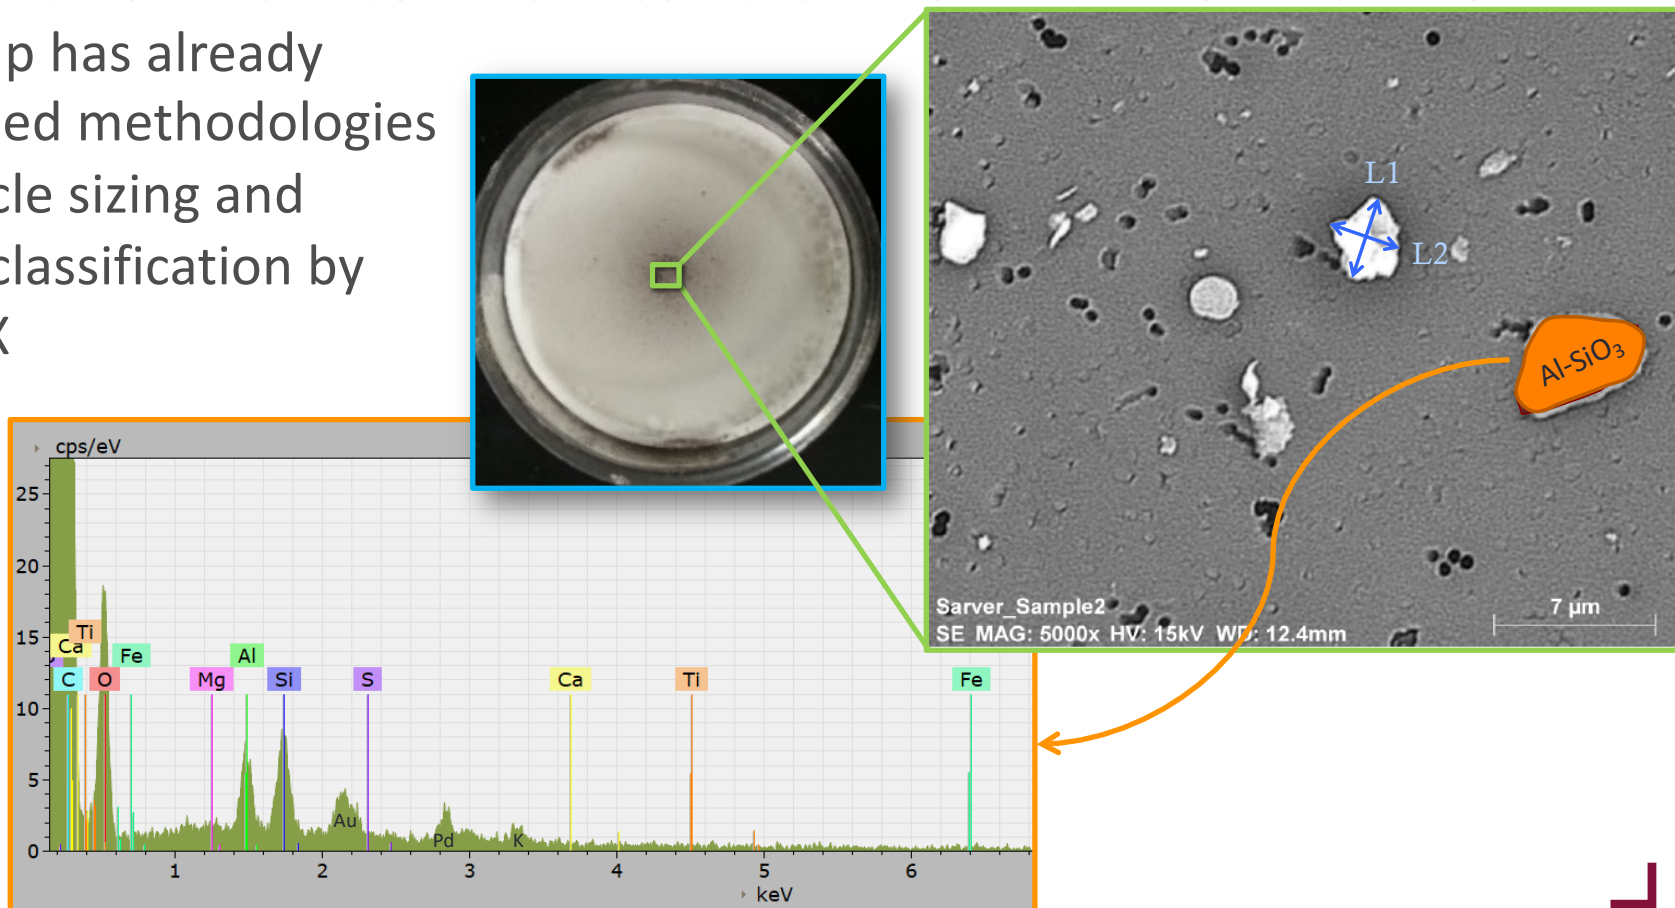 p has already
ed methodologies
cle sizing and
classification by
X
L1
L2
Al-SiO₃
Sarver_Sample2
SE MAG: 5000x HV: 15kV WD: 12.4mm
7 µm
cps/eV
25
20
15
10
5
0
Ti
Ca
Fe
Al
C
O
Mg
Si
S
Ca
Ti
Fe
Au
Pd
K
1 2 3 4 5 6
keV